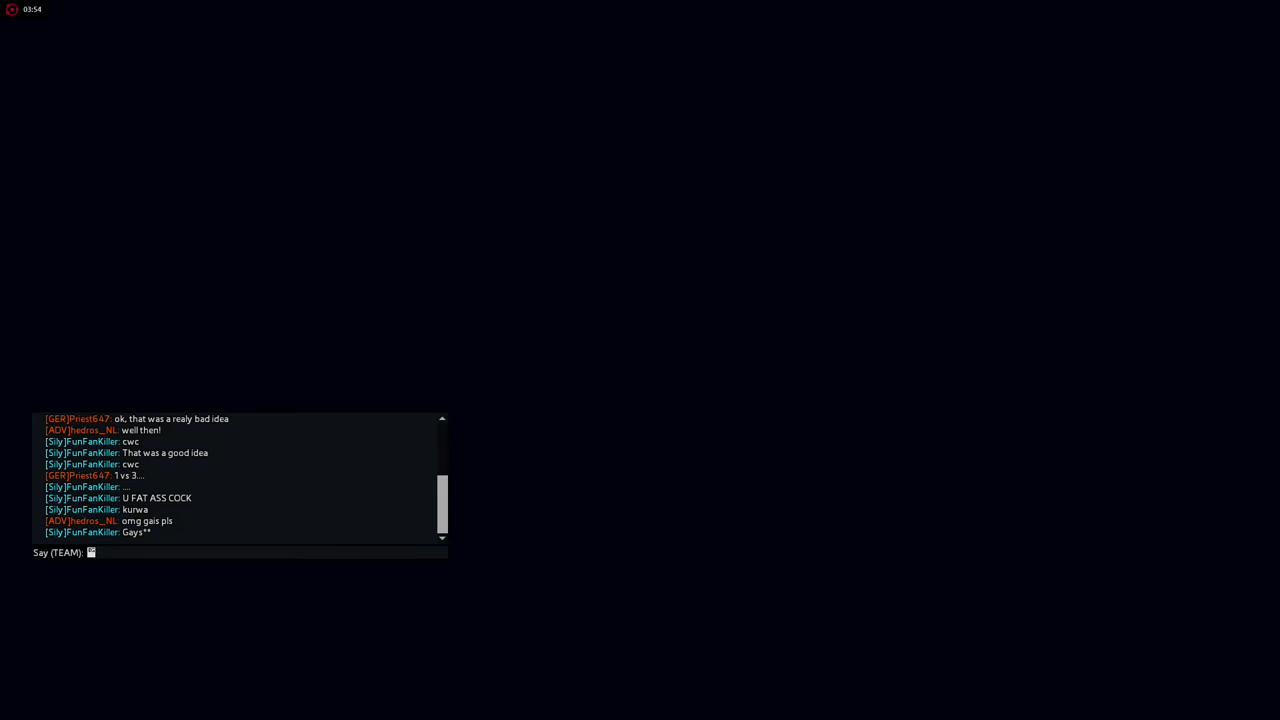 03:54
[GER]Priest647: ok, that was a realy bad idea
[ADV]hedros_NL: well then!
[Sily]FunFanKiller: cwc
[Sily]FunFanKiller: That was a good idea
[Sily]FunFanKiller: cwc
[GER]Priest647: 1 vs 3....
[Sily]FunFanKiller: ....
[Sily]FunFanKiller: U FAT ASS COCK
[Sily]FunFanKiller: kurwa
[ADV]hedros_NL: omg gais pls
[Sily]FunFanKiller: Gays**
Say (TEAM):